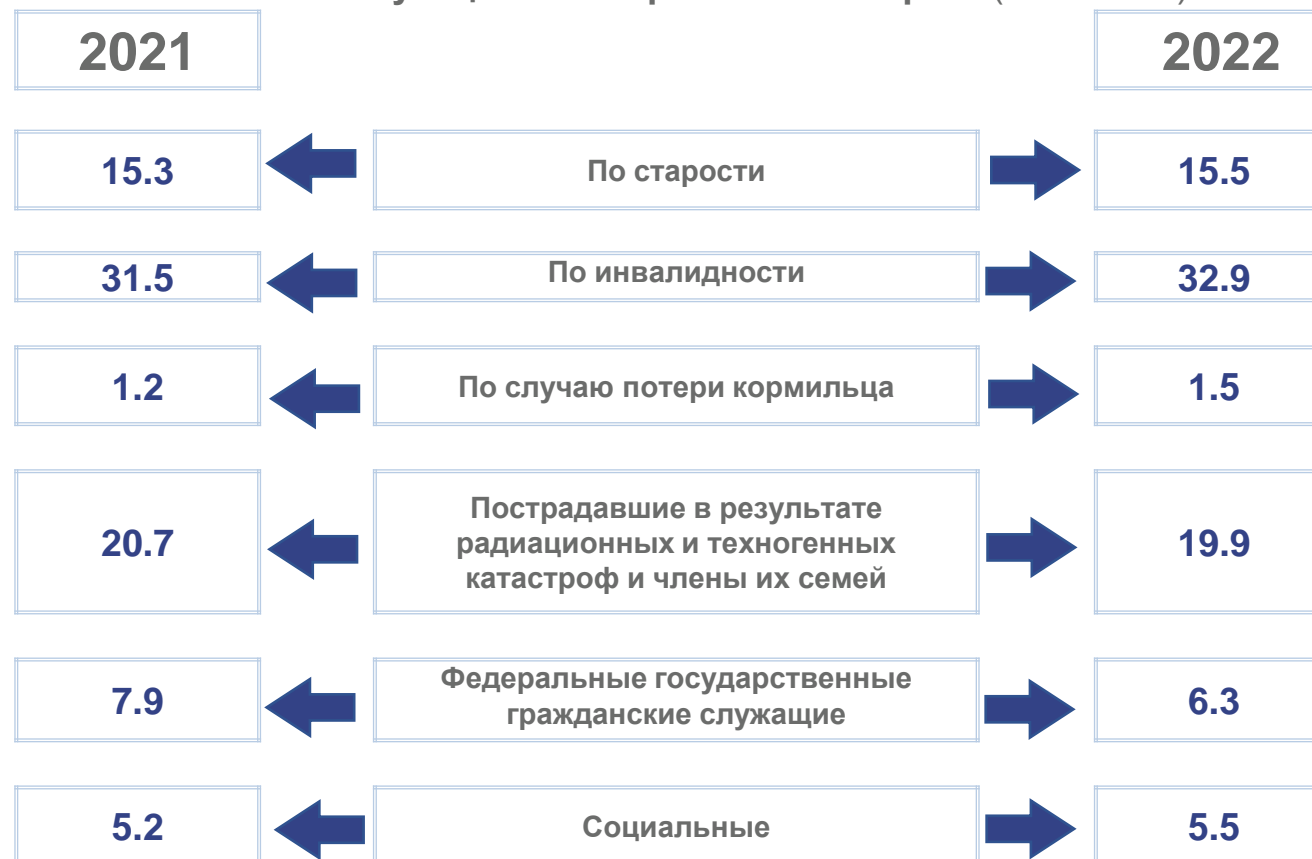 2021
2022
15.3
По старости
15.5
31.5
По инвалидности
32.9
1.2
По случаю потери кормильца
1.5
20.7
Пострадавшие в результате
радиационных и техногенных
катастроф и члены их семей
19.9
7.9
Федеральные государственные
гражданские служащие
6.3
5.2
Социальные
5.5